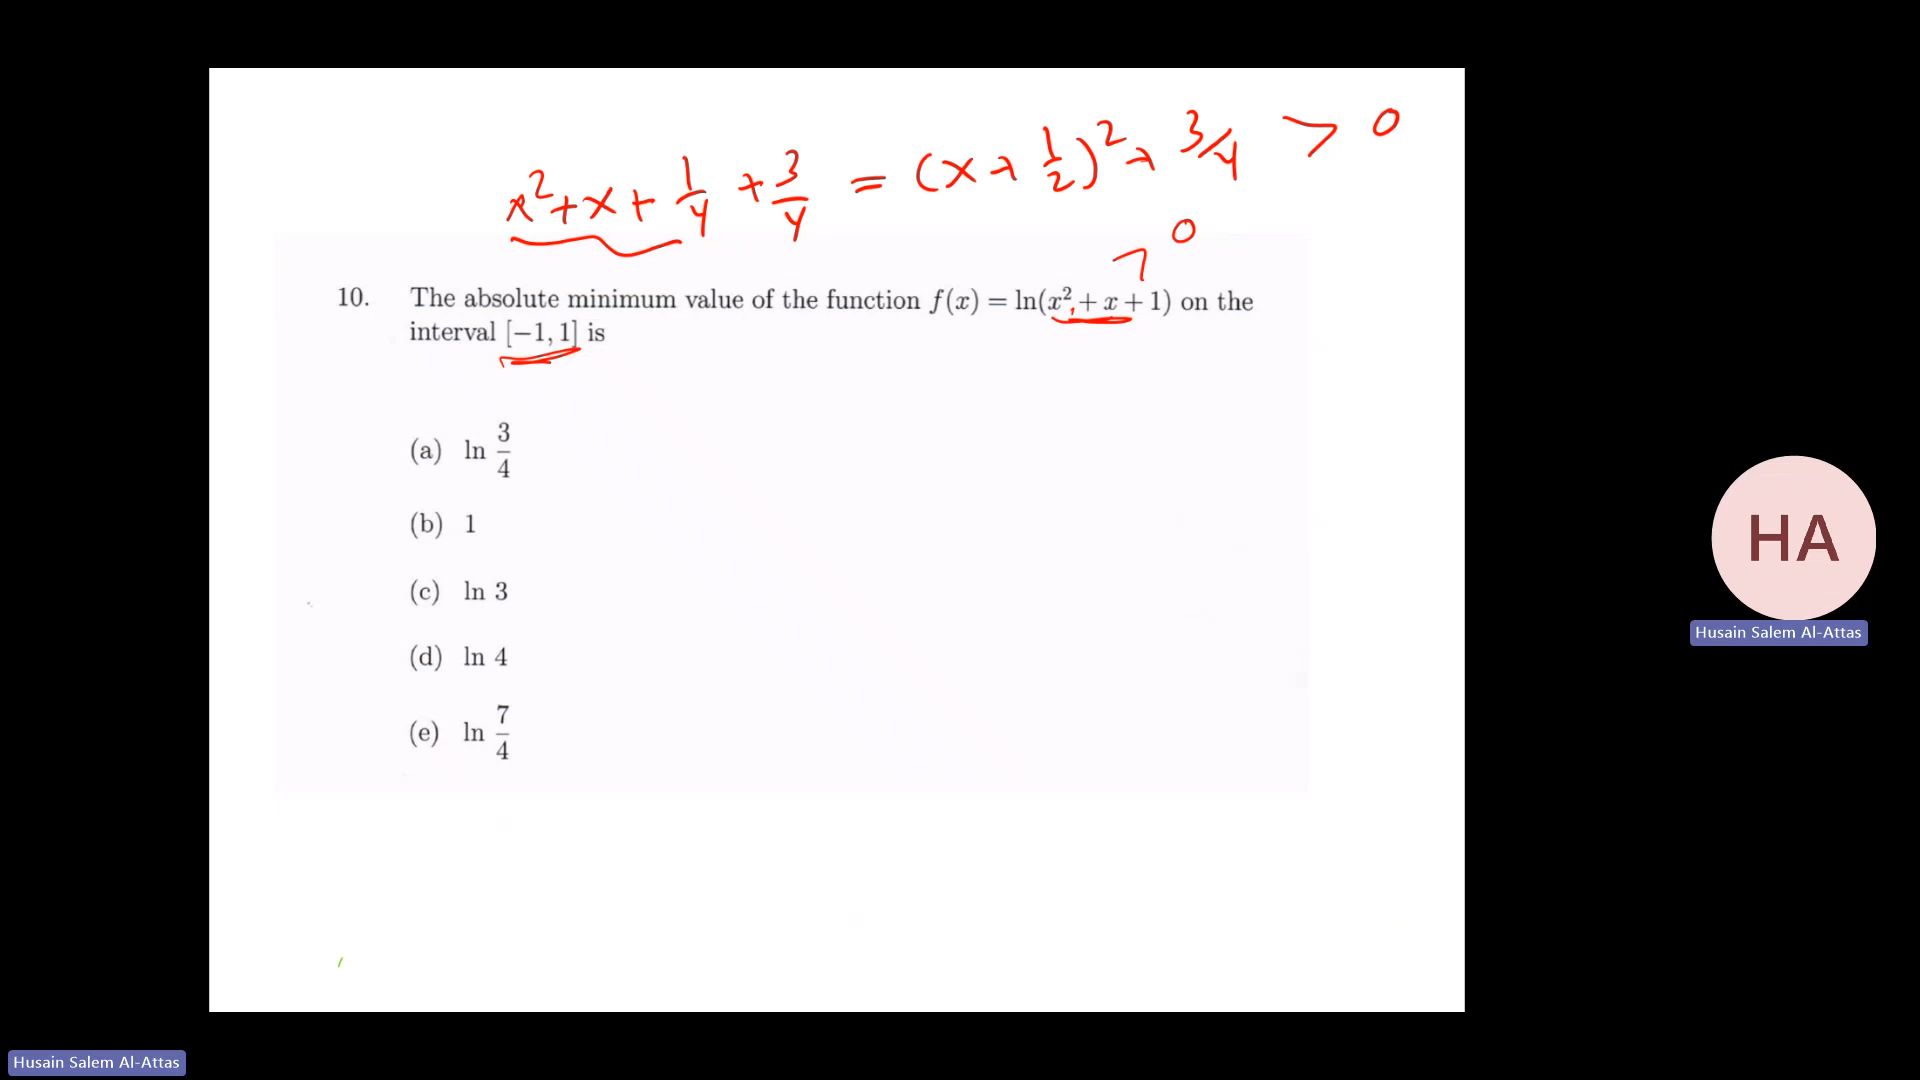 x² + x + 1/4 + 3/4 = (x + 1/2)² + 3/4 > 0
> 0
10. The absolute minimum value of the function f(x) = ln(x² + x + 1) on the
interval [−1, 1] is
(a) ln 3/4
(b) 1
(c) ln 3
(d) ln 4
(e) ln 7/4
HA
Husain Salem Al-Attas
Husain Salem Al-Attas